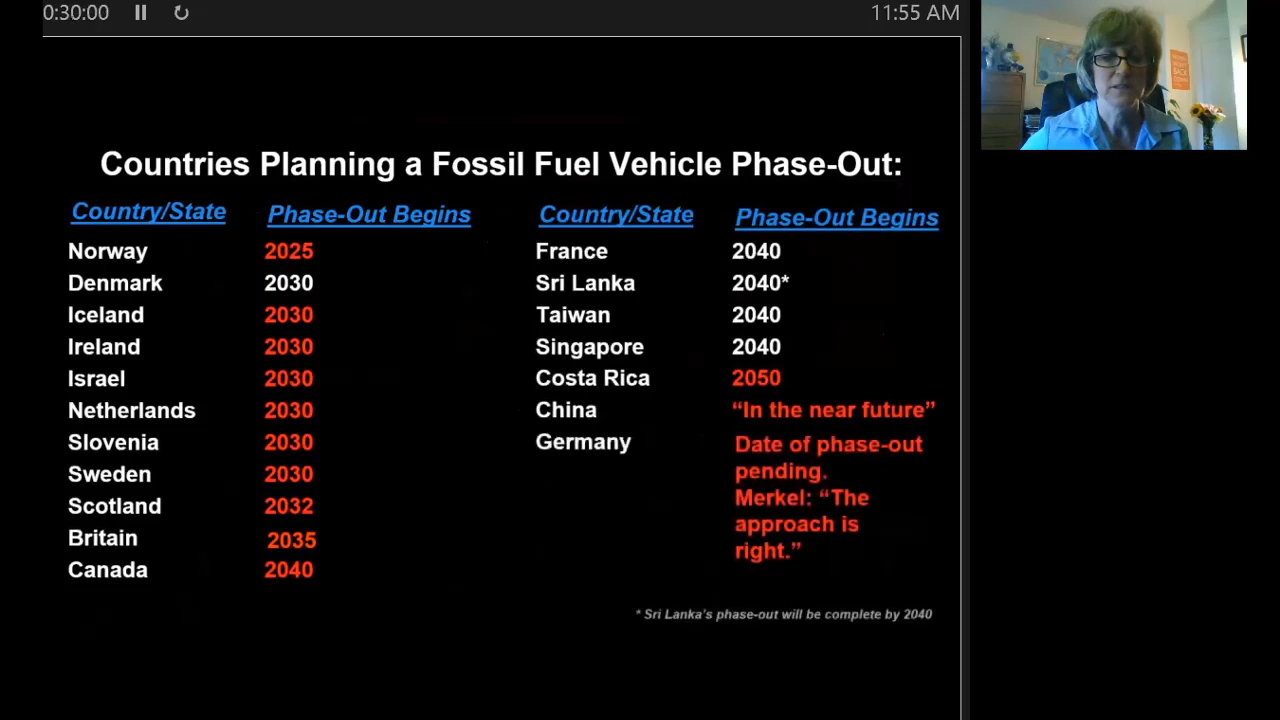 0:30:00
11:55 AM
Countries Planning a Fossil Fuel Vehicle Phase-Out:
Country/State Phase-Out Begins
Norway 2025
Denmark 2030
Iceland 2030
Ireland 2030
Israel 2030
Netherlands 2030
Slovenia 2030
Sweden 2030
Scotland 2032
Britain 2035
Canada 2040
Country/State Phase-Out Begins
France 2040
Sri Lanka 2040*
Taiwan 2040
Singapore 2040
Costa Rica 2050
China “In the near future”
Germany Date of phase-out
pending.
Merkel: “The
approach is
right.”
* Sri Lanka’s phase-out will be complete by 2040